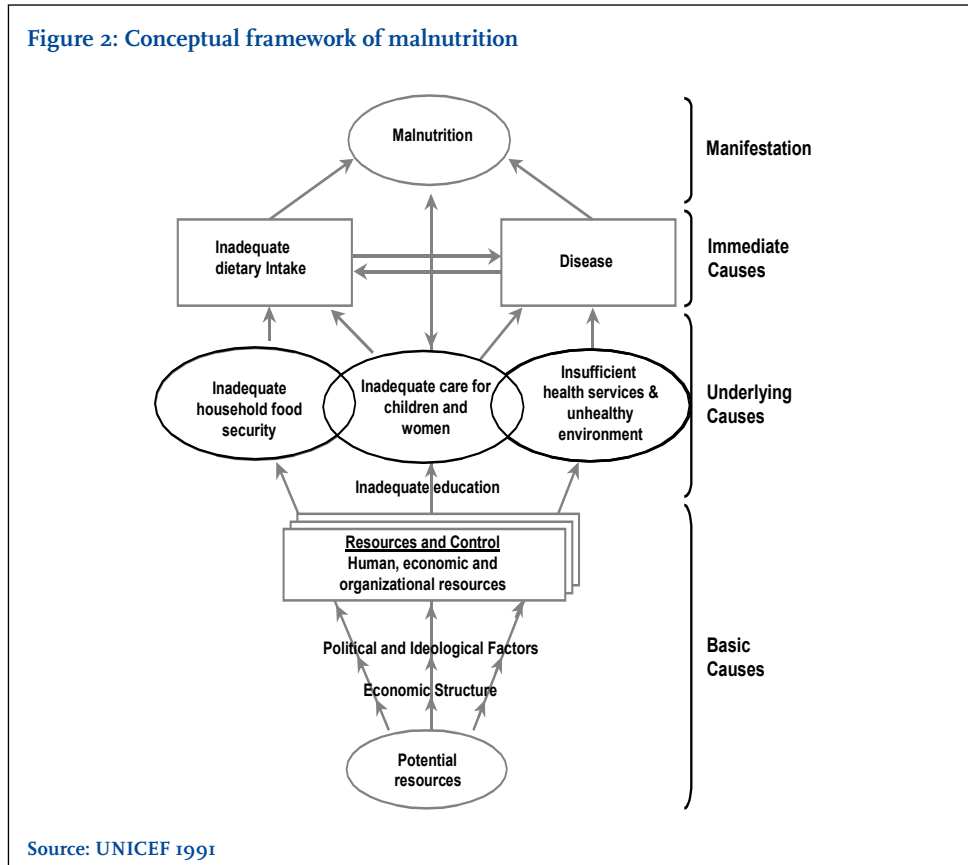 Figure 2: Conceptual framework of malnutrition
Malnutrition
Manifestation
Inadequate
dietary Intake
Disease
Immediate
Causes
Inadequate
household food
security
Inadequate care for
children and
women
Insufficient
health services &
unhealthy
environment
Underlying
Causes
Inadequate education
Resources and Control
Human, economic and
organizational resources
Political and Ideological Factors
Economic Structure
Basic
Causes
Potential
resources
Source: UNICEF 1991